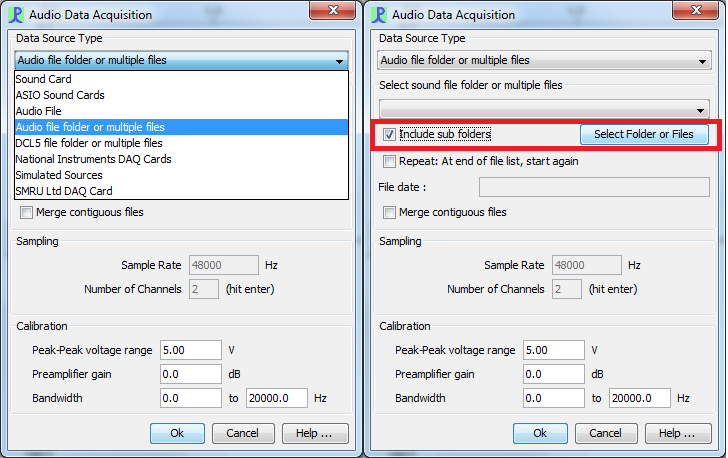 Audio Data Acquisition
Data Source Type
Audio file folder or multiple files
Sound Card
ASIO Sound Cards
Audio File
Audio file folder or multiple files
DCL5 file folder or multiple files
National Instruments DAQ Cards
Simulated Sources
SMRU Ltd DAQ Card
Merge contiguous files
Sampling
Sample Rate 48000 Hz
Number of Channels 2 (hit enter)
Calibration
Peak-Peak voltage range 5.00 V
Preamplifier gain 0.0 dB
Bandwidth 0.0 to 20000.0 Hz
Ok Cancel Help ...
Audio Data Acquisition
Data Source Type
Audio file folder or multiple files
Select sound file folder or multiple files
Include sub folders Select Folder or Files
Repeat: At end of file list, start again
File date :
Merge contiguous files
Sampling
Sample Rate 48000 Hz
Number of Channels 2 (hit enter)
Calibration
Peak-Peak voltage range 5.00 V
Preamplifier gain 0.0 dB
Bandwidth 0.0 to 20000.0 Hz
Ok Cancel Help ...